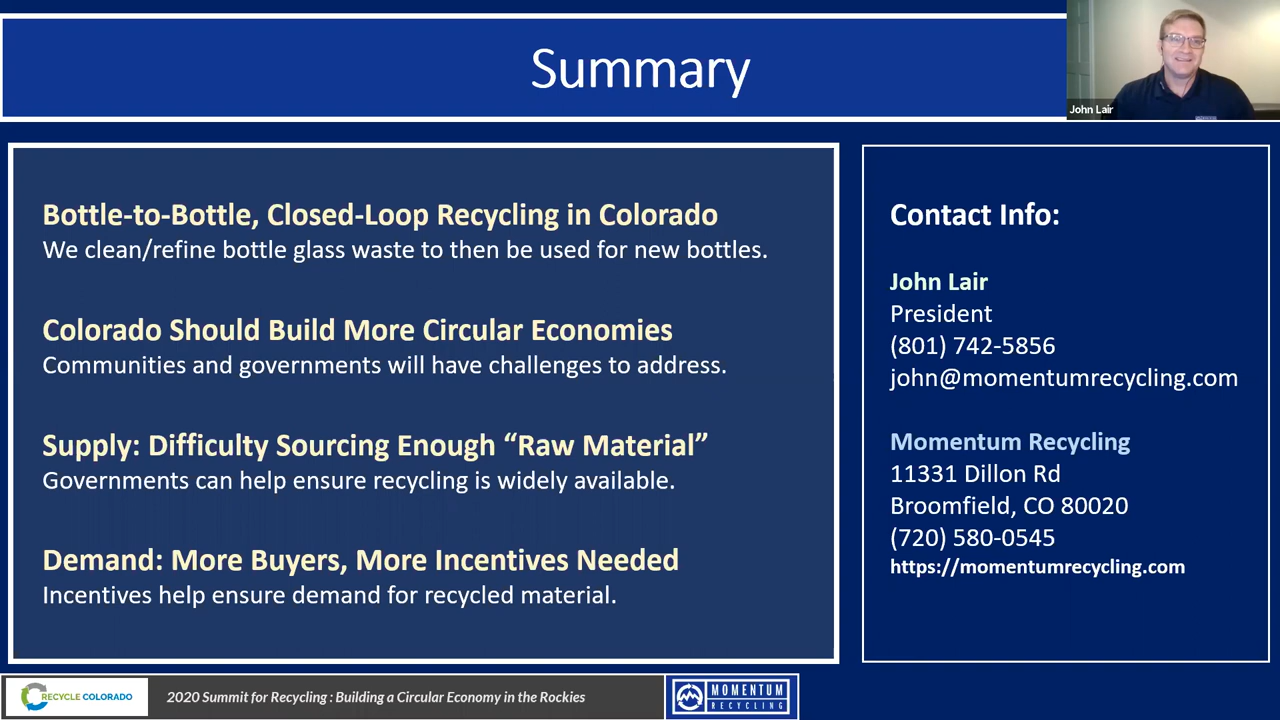 Summary
John Lair
Bottle-to-Bottle, Closed-Loop Recycling in Colorado
We clean/refine bottle glass waste to then be used for new bottles.
Colorado Should Build More Circular Economies
Communities and governments will have challenges to address.
Supply: Difficulty Sourcing Enough “Raw Material”
Governments can help ensure recycling is widely available.
Demand: More Buyers, More Incentives Needed
Incentives help ensure demand for recycled material.
Contact Info:
John Lair
President
(801) 742-5856
john@momentumrecycling.com
Momentum Recycling
11331 Dillon Rd
Broomfield, CO 80020
(720) 580-0545
https://momentumrecycling.com
RECYCLE COLORADO
2020 Summit for Recycling : Building a Circular Economy in the Rockies
MOMENTUM
RECYCLING